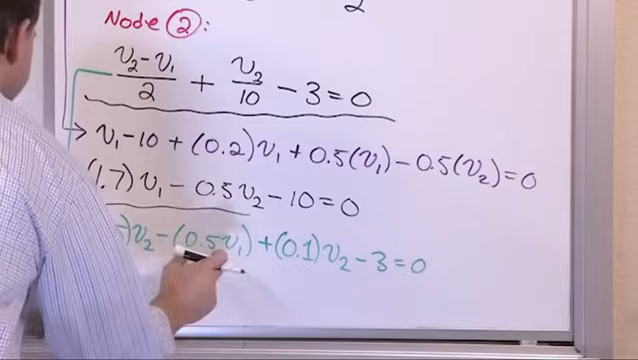 2
Node ②:
(v₂-v₁)/2 + v₂/10 - 3 = 0
v₁-10 + (0.2)v₁ + 0.5(v₁) - 0.5(v₂) = 0
(1.7)v₁ - 0.5v₂ - 10 = 0
)v₂ - (0.5v₁) + (0.1)v₂ - 3 = 0